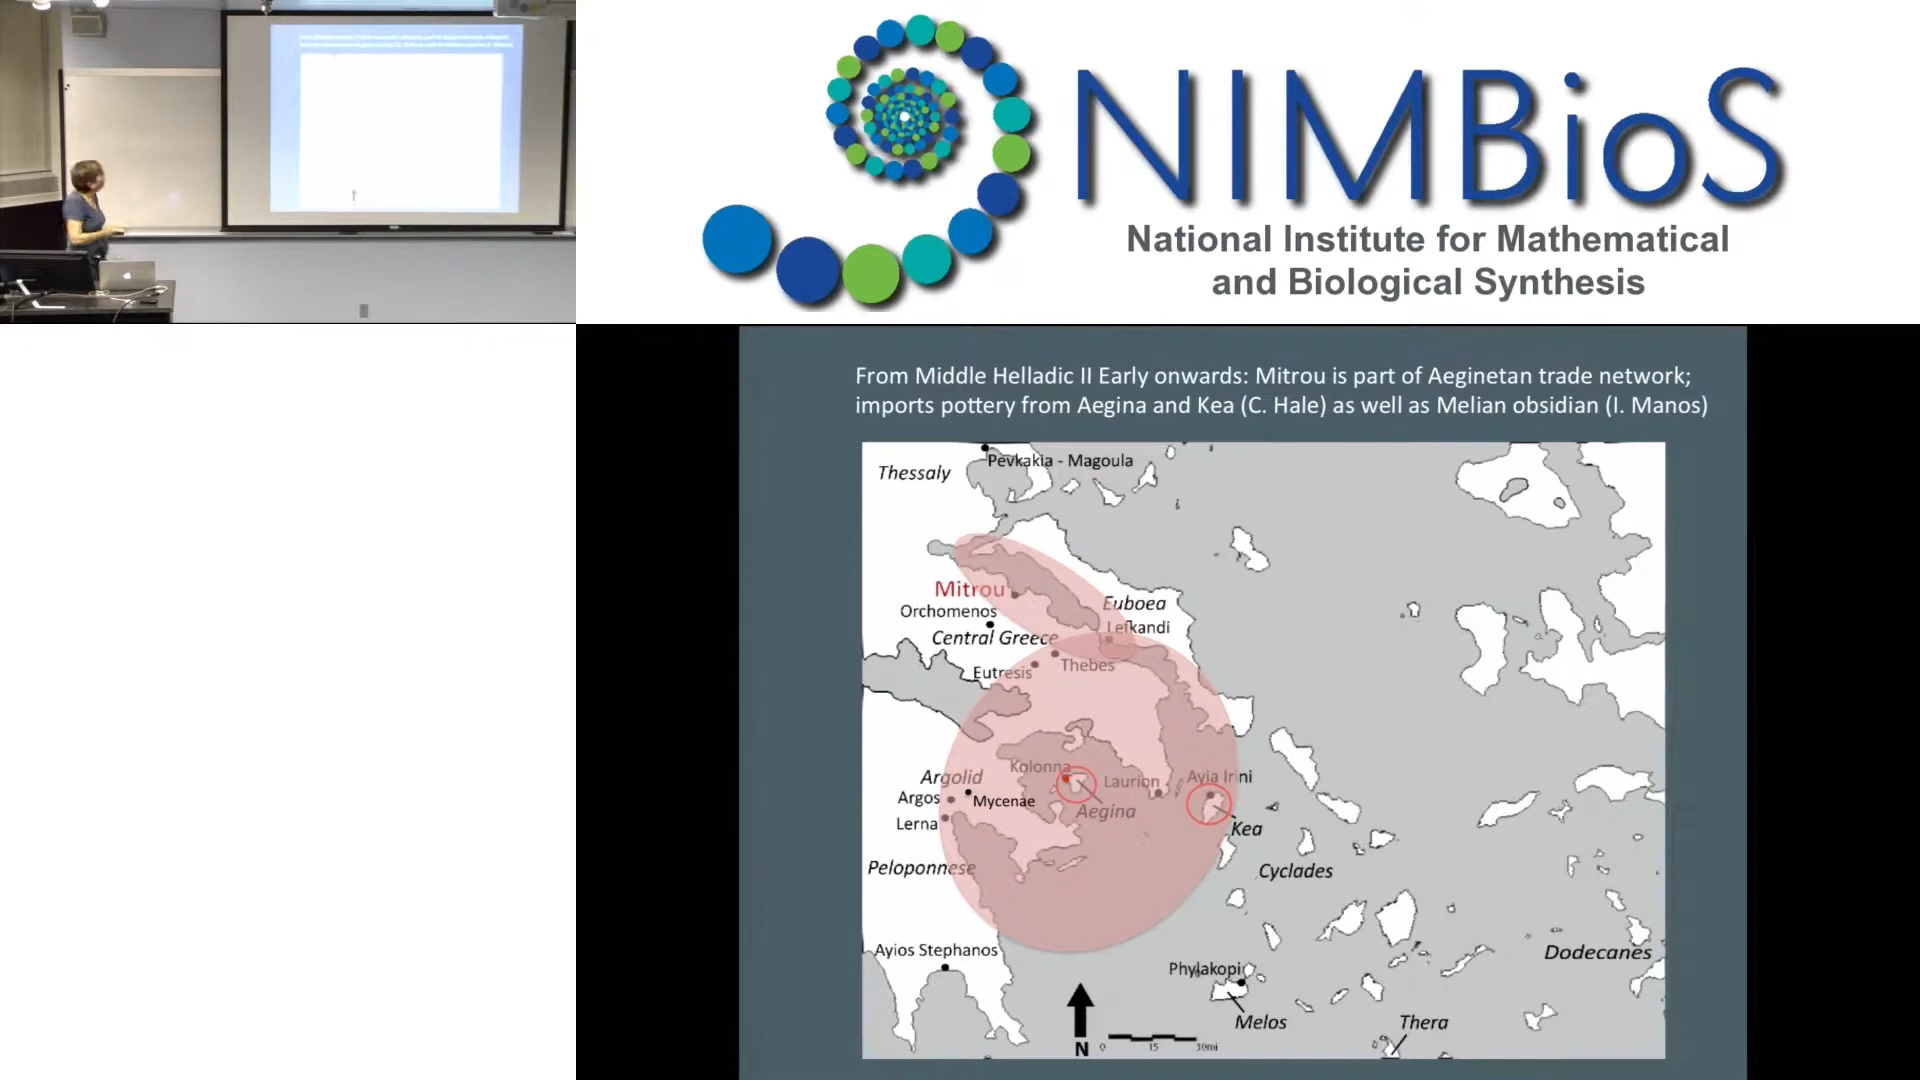 NIMBioS
National Institute for Mathematical
and Biological Synthesis
From Middle Helladic II Early onwards: Mitrou is part of Aeginetan trade network;
imports pottery from Aegina and Kea (C. Hale) as well as Melian obsidian (I. Manos)
Thessaly
Pevkakia - Magoula
Mitrou
Orchomenos
Euboea
Lefkandi
Central Greece
Thebes
Eutresis
Kolonna
Argolid
Laurion
Ayia Irini
Argos
Mycenae
Aegina
Lerna
Kea
Peloponnese
Cyclades
Ayios Stephanos
Dodecanes
Phylakopi
Melos
Thera
N
0 15 30mi